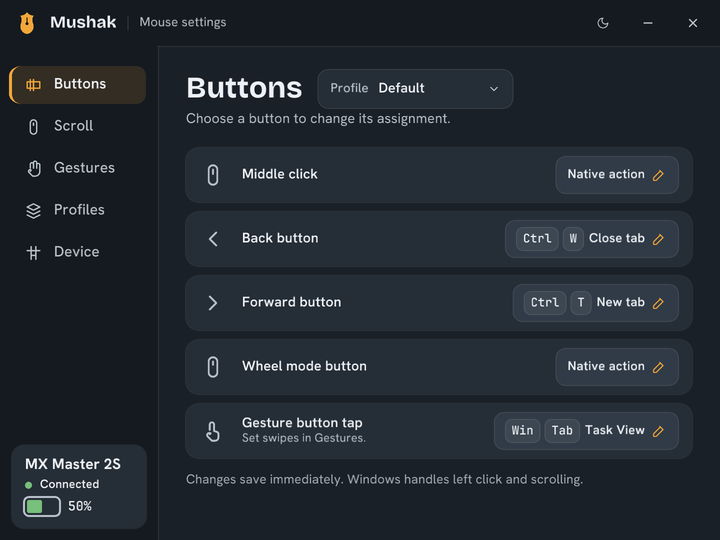 Mushak
Mouse settings
Buttons
Scroll
Gestures
Profiles
Device
MX Master 2S
Connected
50%
Buttons
Profile Default
Choose a button to change its assignment.
Middle click
Native action
Back button
Ctrl W Close tab
Forward button
Ctrl T New tab
Wheel mode button
Native action
Gesture button tap
Set swipes in Gestures.
Win Tab Task View
Changes save immediately. Windows handles left click and scrolling.